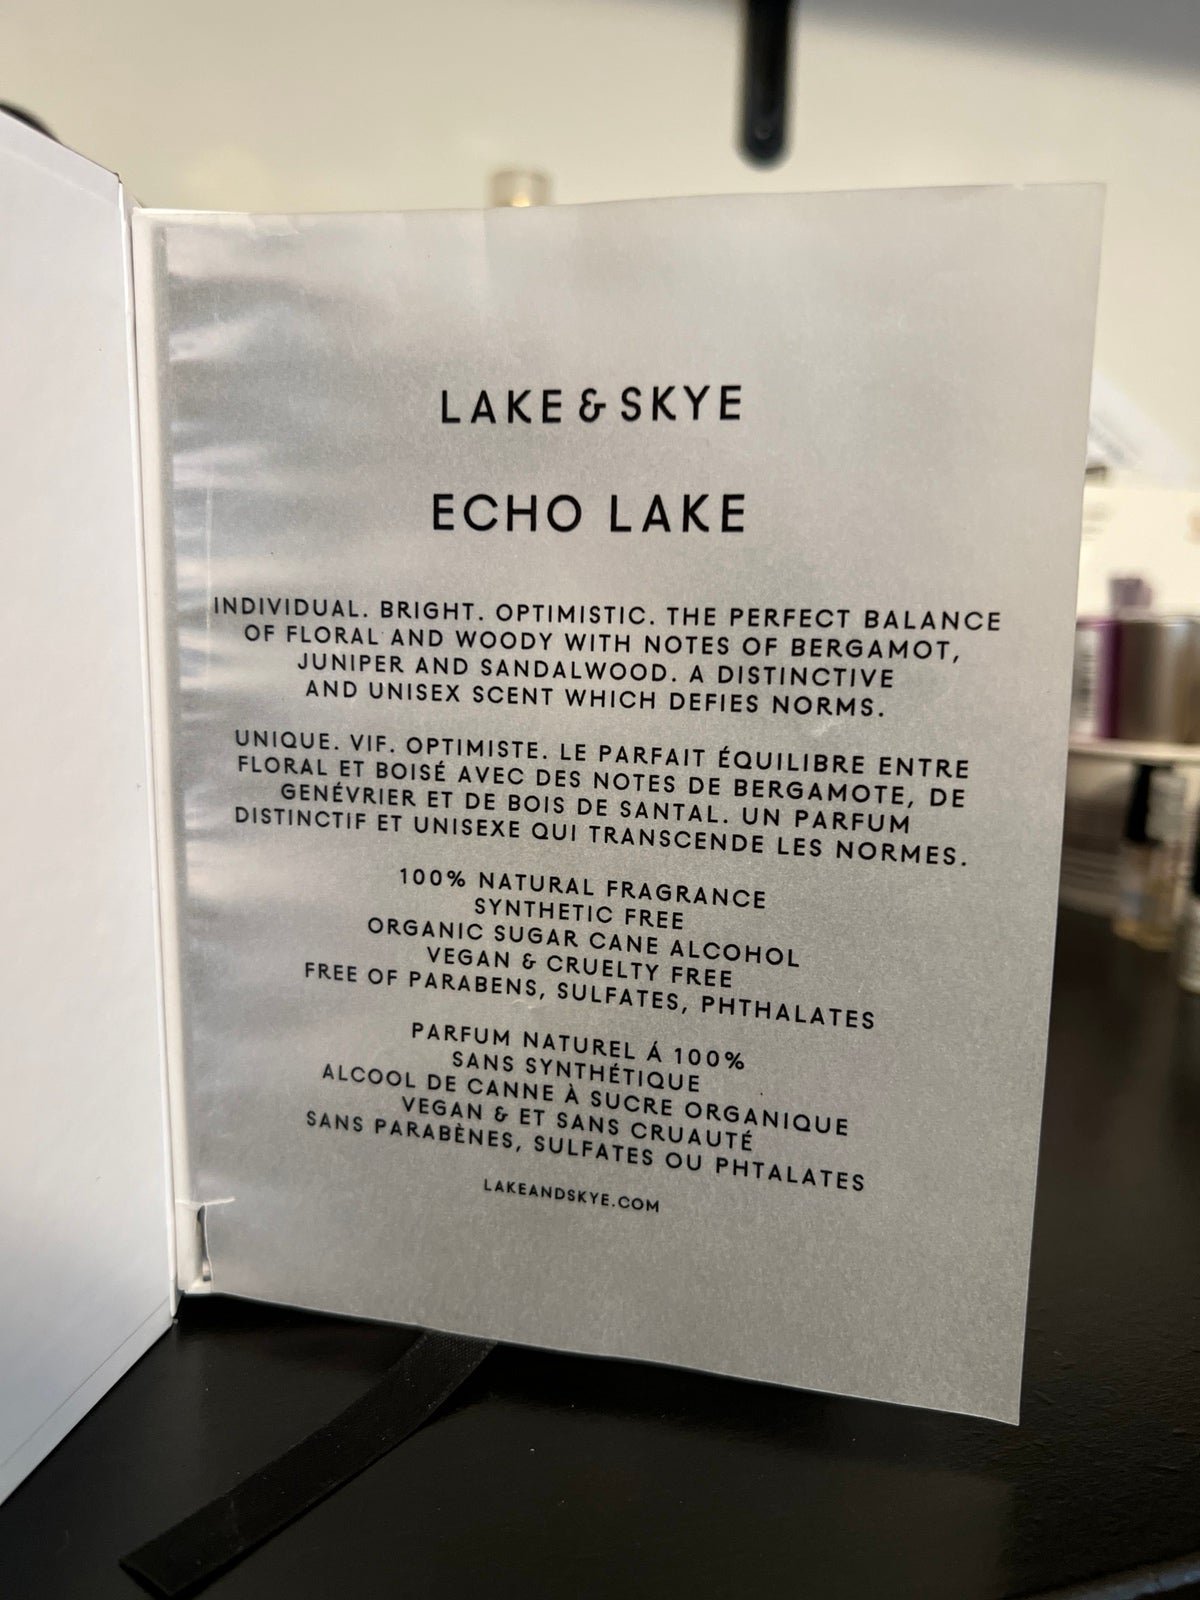 LAKE & SKYE
ECHO LAKE
INDIVIDUAL. BRIGHT. OPTIMISTIC. THE PERFECT BALANCE
OF FLORAL AND WOODY WITH NOTES OF BERGAMOT,
JUNIPER AND SANDALWOOD. A DISTINCTIVE
AND UNISEX SCENT WHICH DEFIES NORMS.
UNIQUE. VIF. OPTIMISTE. LE PARFAIT ÉQUILIBRE ENTRE
FLORAL ET BOISÉ AVEC DES NOTES DE BERGAMOTE, DE
GENÉVRIER ET DE BOIS DE SANTAL. UN PARFUM
DISTINCTIF ET UNISEXE QUI TRANSCENDE LES NORMES.
100% NATURAL FRAGRANCE
SYNTHETIC FREE
ORGANIC SUGAR CANE ALCOHOL
VEGAN & CRUELTY FREE
FREE OF PARABENS, SULFATES, PHTHALATES
PARFUM NATUREL Á 100%
SANS SYNTHÉTIQUE
ALCOOL DE CANNE À SUCRE ORGANIQUE
VEGAN & ET SANS CRUAUTÉ
SANS PARABÈNES, SULFATES OU PHTALATES
LAKEANDSKYE.COM